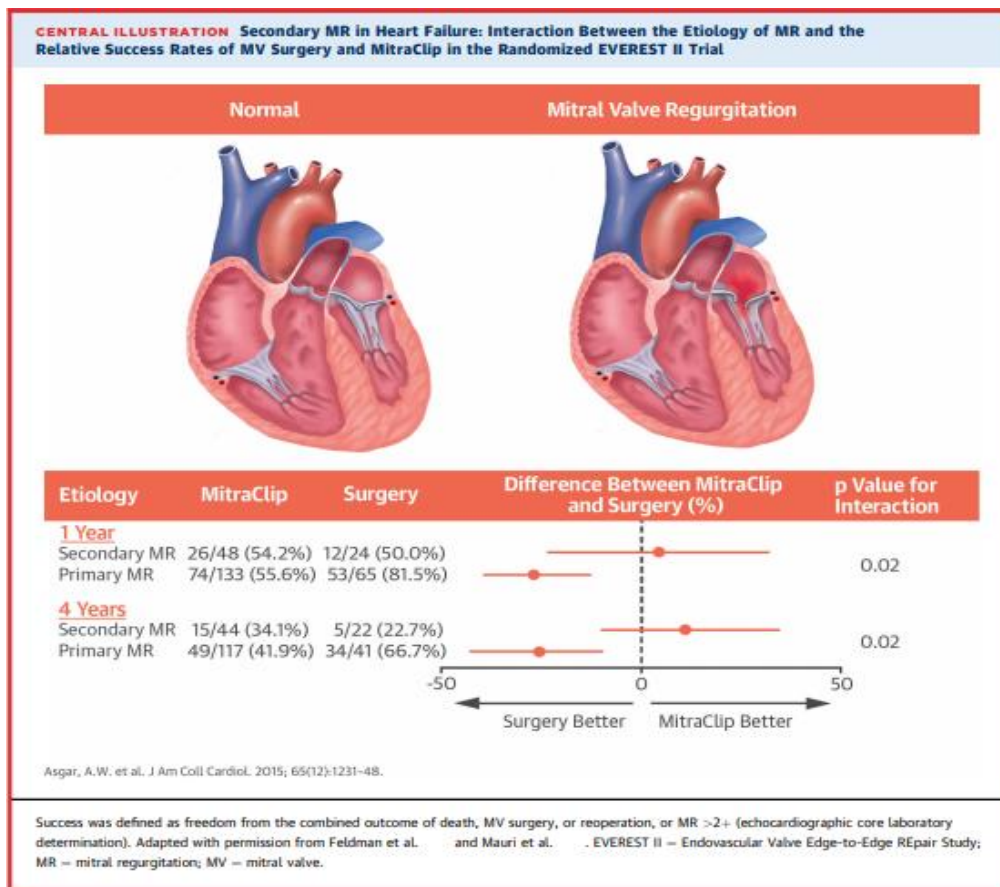 CENTRAL ILLUSTRATION Secondary MR in Heart Failure: Interaction Between the Etiology of MR and the
Relative Success Rates of MV Surgery and MitraClip in the Randomized EVEREST II Trial
Normal Mitral Valve Regurgitation
Etiology MitraClip Surgery Difference Between MitraClip and Surgery (%) p Value for Interaction
1 Year
Secondary MR 26/48 (54.2%) 12/24 (50.0%)
Primary MR 74/133 (55.6%) 53/65 (81.5%)
0.02
4 Years
Secondary MR 15/44 (34.1%) 5/22 (22.7%)
Primary MR 49/117 (41.9%) 34/41 (66.7%)
0.02
-50 0 50
Surgery Better MitraClip Better
Asgar, A.W. et al. J Am Coll Cardiol. 2015; 65(12):1231–48.
Success was defined as freedom from the combined outcome of death, MV surgery, or reoperation, or MR >2+ (echocardiographic core laboratory
determination). Adapted with permission from Feldman et al. and Mauri et al. . EVEREST II = Endovascular Valve Edge-to-Edge REpair Study;
MR = mitral regurgitation; MV = mitral valve.